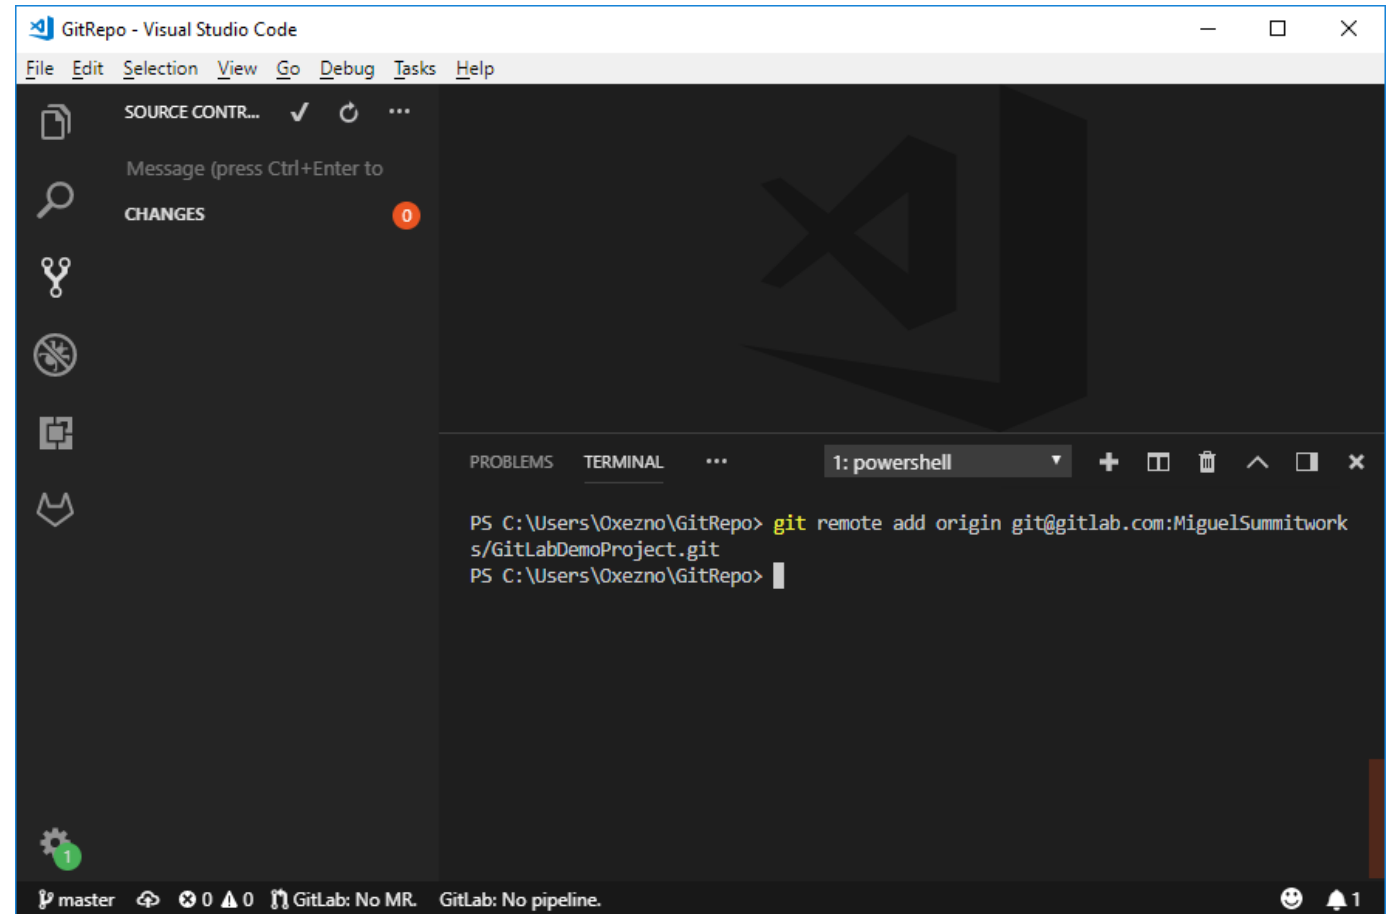 GitRepo - Visual Studio Code
File Edit Selection View Go Debug Tasks Help
SOURCE CONTR...
Message (press Ctrl+Enter to
CHANGES 0
PROBLEMS TERMINAL ... 1: powershell
PS C:\Users\Oxezno\GitRepo> git remote add origin git@gitlab.com:MiguelSummitwork
s/GitLabDemoProject.git
PS C:\Users\Oxezno\GitRepo>
1
master 0 0 GitLab: No MR. GitLab: No pipeline. 1